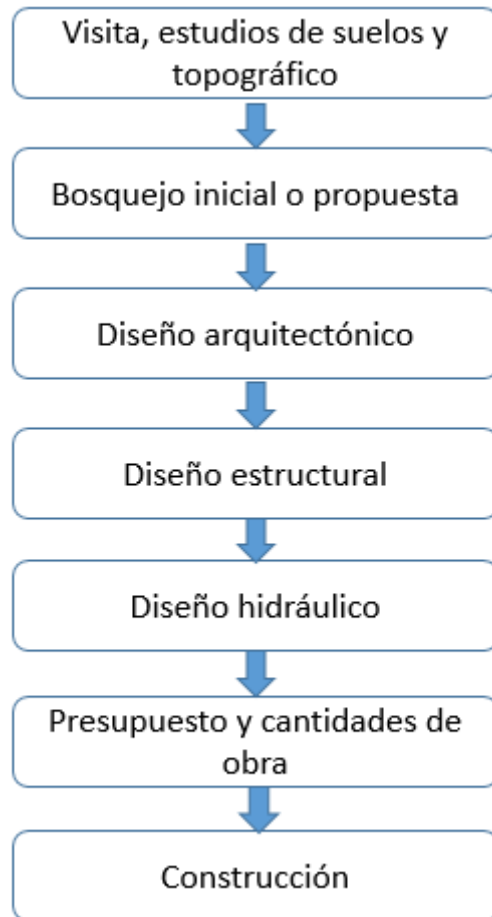 Visita, estudios de suelos y
topográfico
Bosquejo inicial o propuesta
Diseño arquitectónico
Diseño estructural
Diseño hidráulico
Presupuesto y cantidades de
obra
Construcción